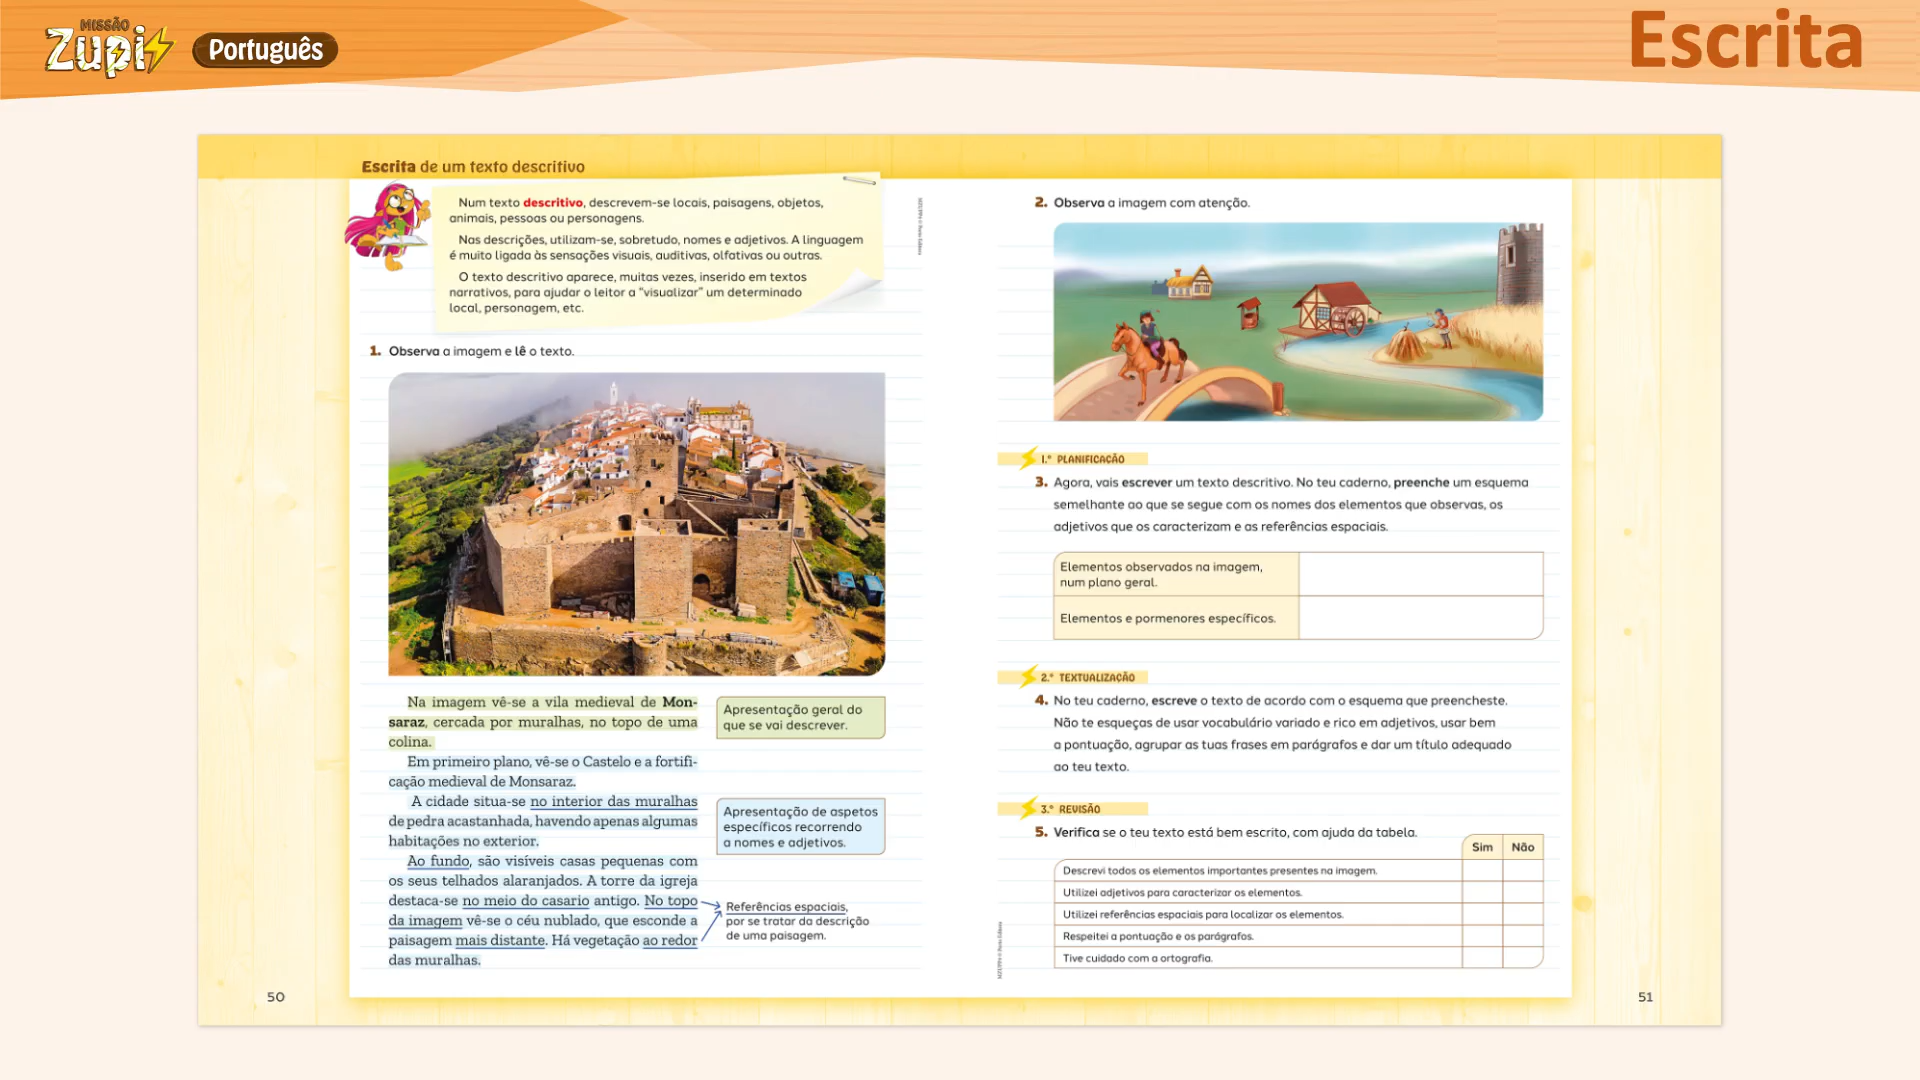 MISSÃO
Zupi
Português
Escrita
Escrita de um texto descritivo
Num texto descritivo, descrevem-se locais, paisagens, objetos,
animais, pessoas ou personagens.
Nas descrições, utilizam-se, sobretudo, nomes e adjetivos. A linguagem
é muito ligada às sensações visuais, auditivas, olfativas ou outras.
O texto descritivo aparece, muitas vezes, inserido em textos
narrativos, para ajudar o leitor a "visualizar" um determinado
local, personagem, etc.
1. Observa a imagem e lê o texto.
Na imagem vê-se a vila medieval de Mon-
saraz, cercada por muralhas, no topo de uma
colina.
Em primeiro plano, vê-se o Castelo e a fortifi-
cação medieval de Monsaraz.
A cidade situa-se no interior das muralhas
de pedra acastanhada, havendo apenas algumas
habitações no exterior.
Ao fundo, são visíveis casas pequenas com
os seus telhados alaranjados. A torre da igreja
destaca-se no meio do casario antigo. No topo
da imagem vê-se o céu nublado, que esconde a
paisagem mais distante. Há vegetação ao redor
das muralhas.
Apresentação geral do
que se vai descrever.
Apresentação de aspetos
específicos recorrendo
a nomes e adjetivos.
Referências espaciais,
por se tratar da descrição
de uma paisagem.
50
2. Observa a imagem com atenção.
1.º PLANIFICAÇÃO
3. Agora, vais escrever um texto descritivo. No teu caderno, preenche um esquema
semelhante ao que se segue com os nomes dos elementos que observas, os
adjetivos que os caracterizam e as referências espaciais.
Elementos observados na imagem,
num plano geral.
Elementos e pormenores específicos.
2.º TEXTUALIZAÇÃO
4. No teu caderno, escreve o texto de acordo com o esquema que preencheste.
Não te esqueças de usar vocabulário variado e rico em adjetivos, usar bem
a pontuação, agrupar as tuas frases em parágrafos e dar um título adequado
ao teu texto.
3.º REVISÃO
5. Verifica se o teu texto está bem escrito, com ajuda da tabela.
Sim Não
Descrevi todos os elementos importantes presentes na imagem.
Utilizei adjetivos para caracterizar os elementos.
Utilizei referências espaciais para localizar os elementos.
Respeitei a pontuação e os parágrafos.
Tive cuidado com a ortografia.
51